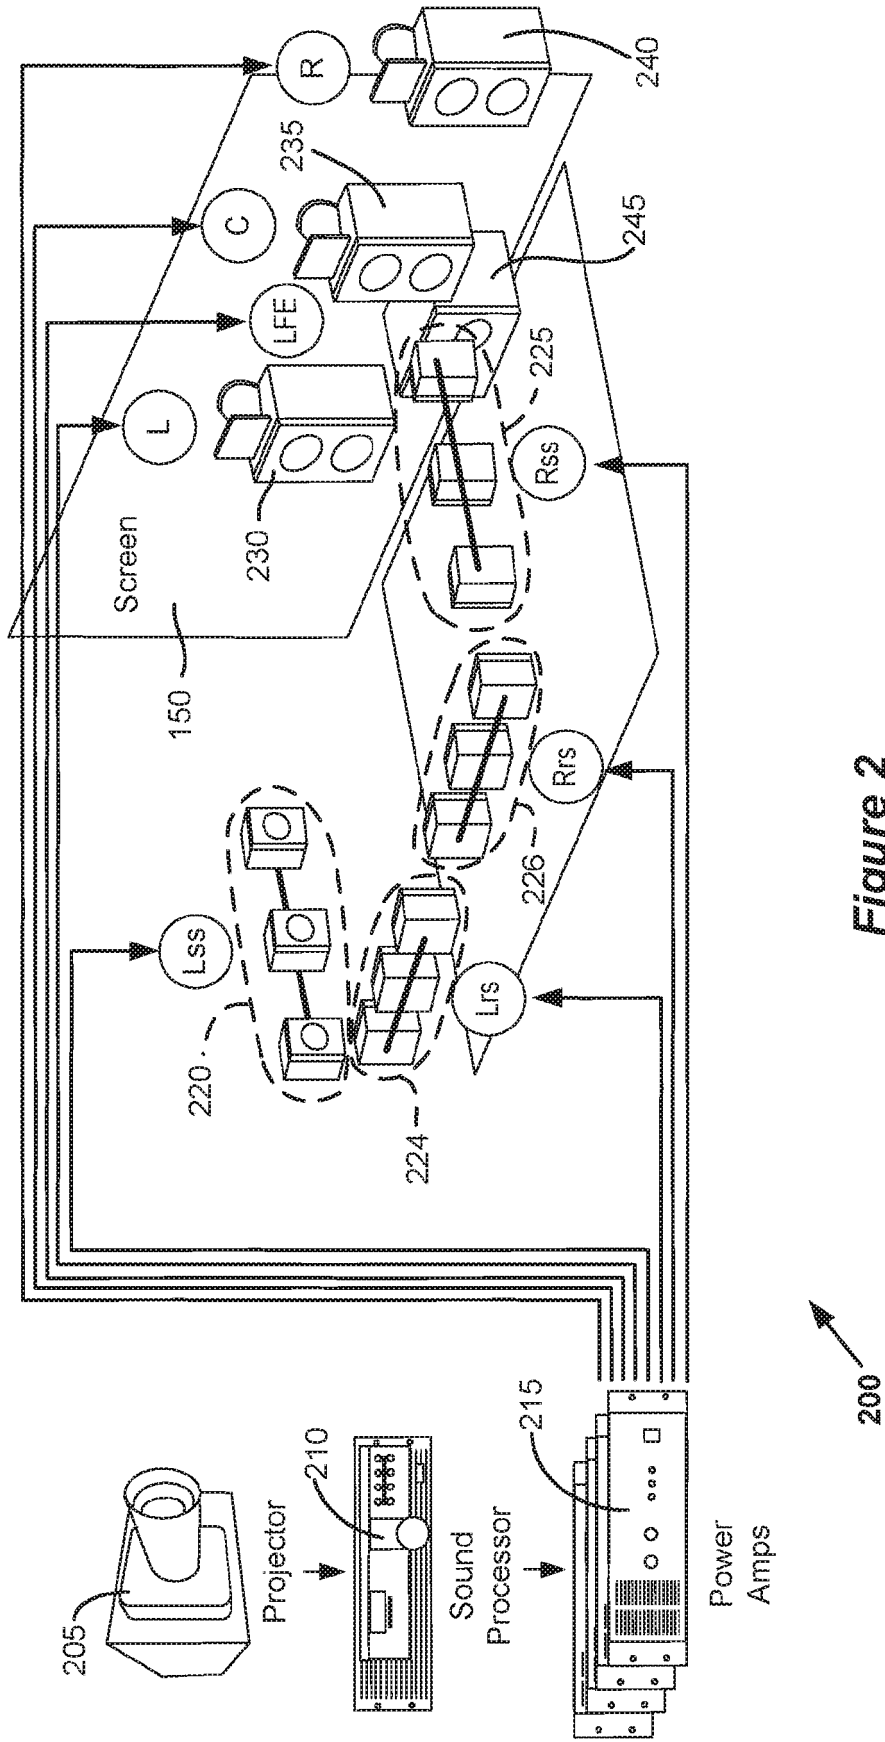 205
Projector
210
Sound
Processor
215
Power
Amps
L
LFE
C
R
Screen
150
230
235
240
245
Lss
220
224
Lrs
226
Rrs
225
Rss
200
Figure 2